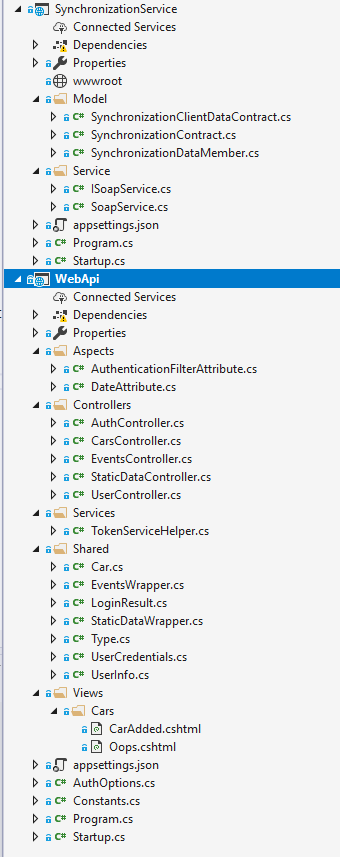 SynchronizationService
Connected Services
Dependencies
Properties
wwwroot
Model
C# SynchronizationClientDataContract.cs
C# SynchronizationContract.cs
C# SynchronizationDataMember.cs
Service
C# ISoapService.cs
C# SoapService.cs
appsettings.json
C# Program.cs
C# Startup.cs
WebApi
Connected Services
Dependencies
Properties
Aspects
C# AuthenticationFilterAttribute.cs
C# DateAttribute.cs
Controllers
C# AuthController.cs
C# CarsController.cs
C# EventsController.cs
C# StaticDataController.cs
C# UserController.cs
Services
C# TokenServiceHelper.cs
Shared
C# Car.cs
C# EventsWrapper.cs
C# LoginResult.cs
C# StaticDataWrapper.cs
C# Type.cs
C# UserCredentials.cs
C# UserInfo.cs
Views
Cars
CarAdded.cshtml
Oops.cshtml
appsettings.json
C# AuthOptions.cs
C# Constants.cs
C# Program.cs
C# Startup.cs